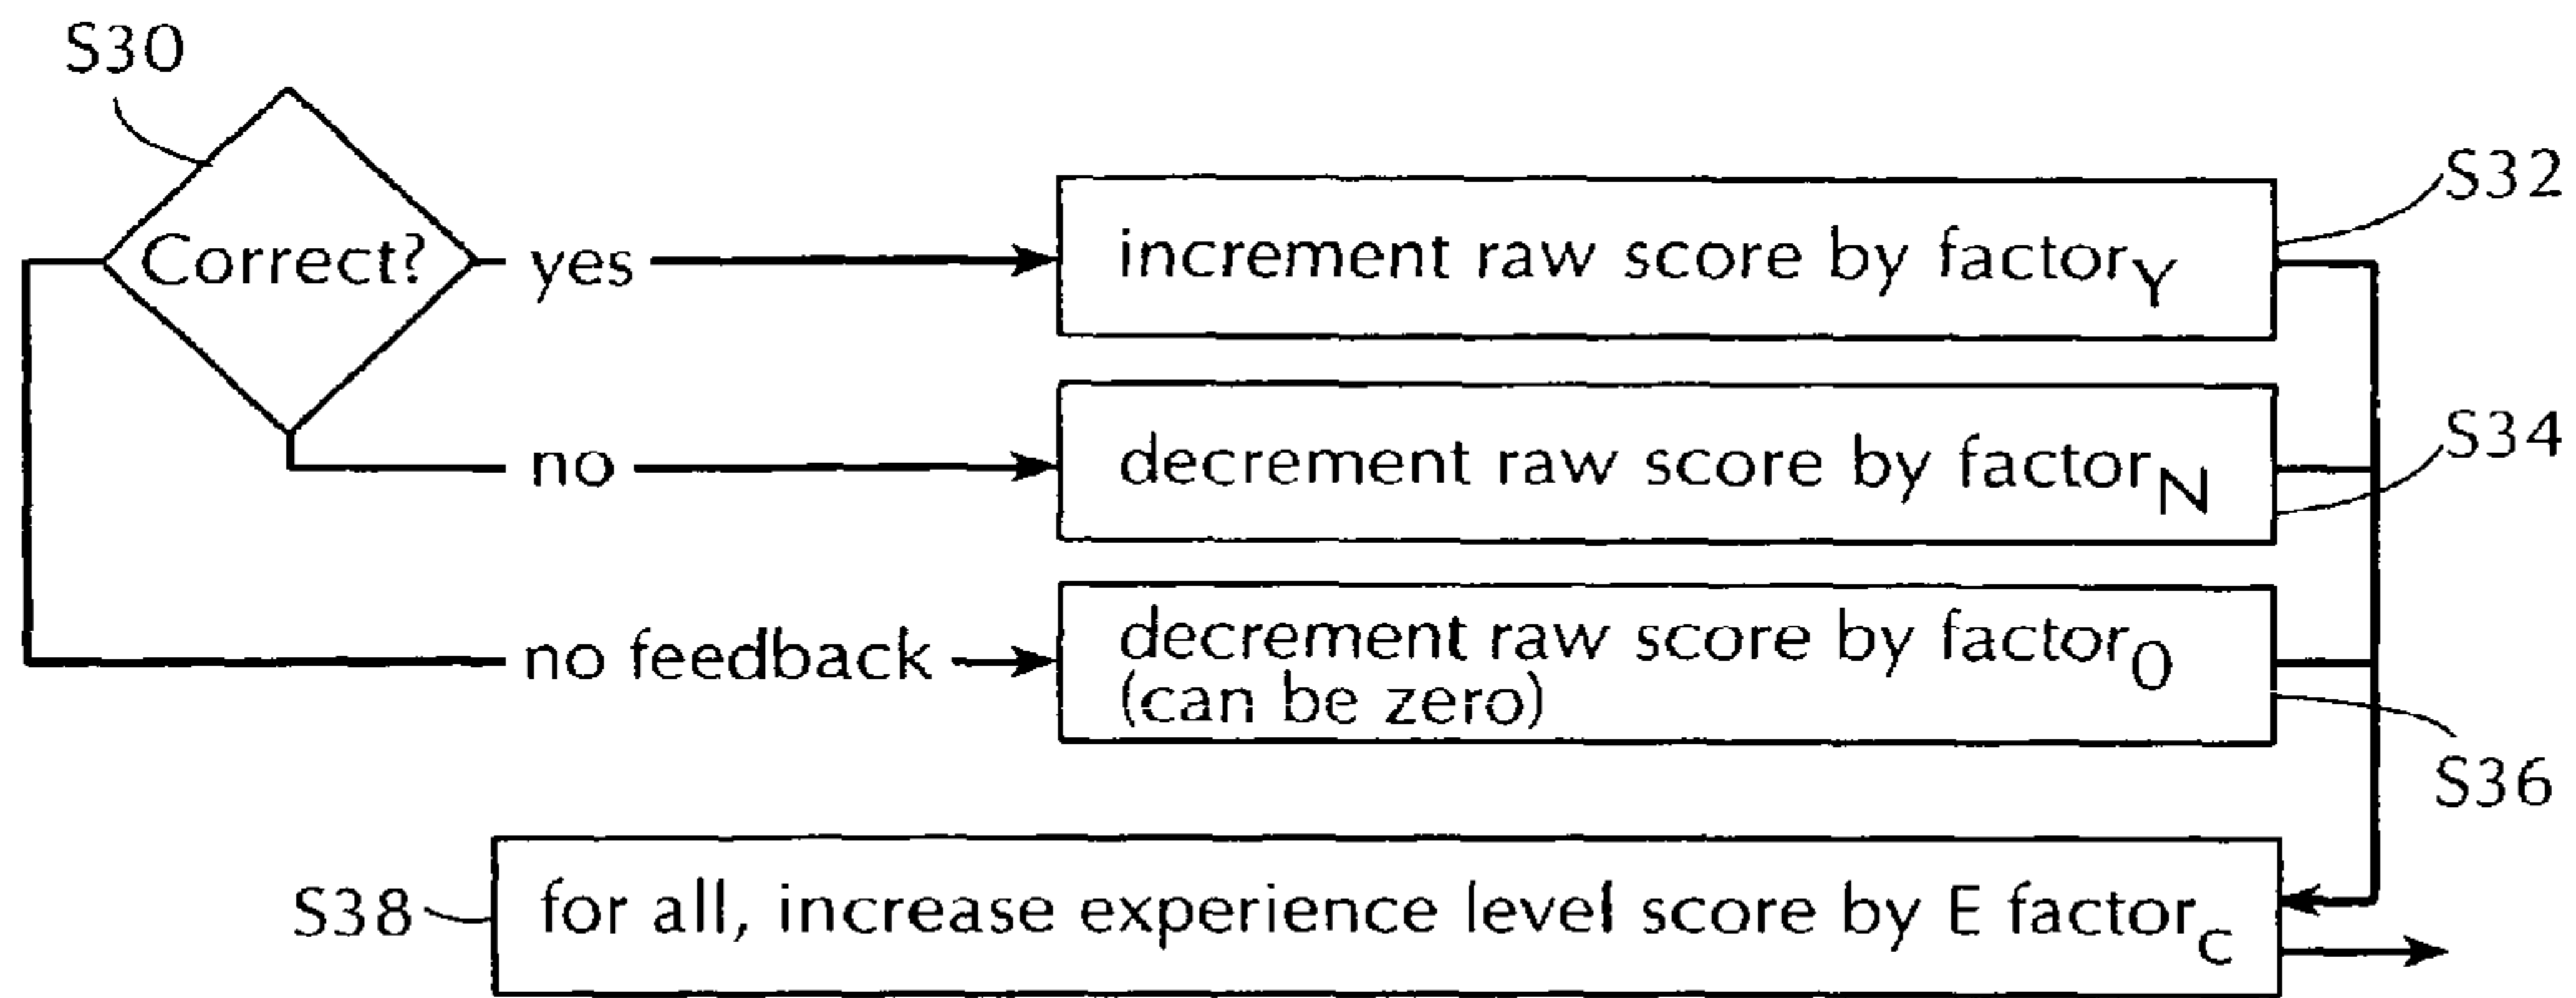 S30
Correct?
yes
increment raw score by factorY
S32
no
decrement raw score by factorN
S34
no feedback
decrement raw score by factor0
(can be zero)
S36
S38
for all, increase experience level score by E factorc